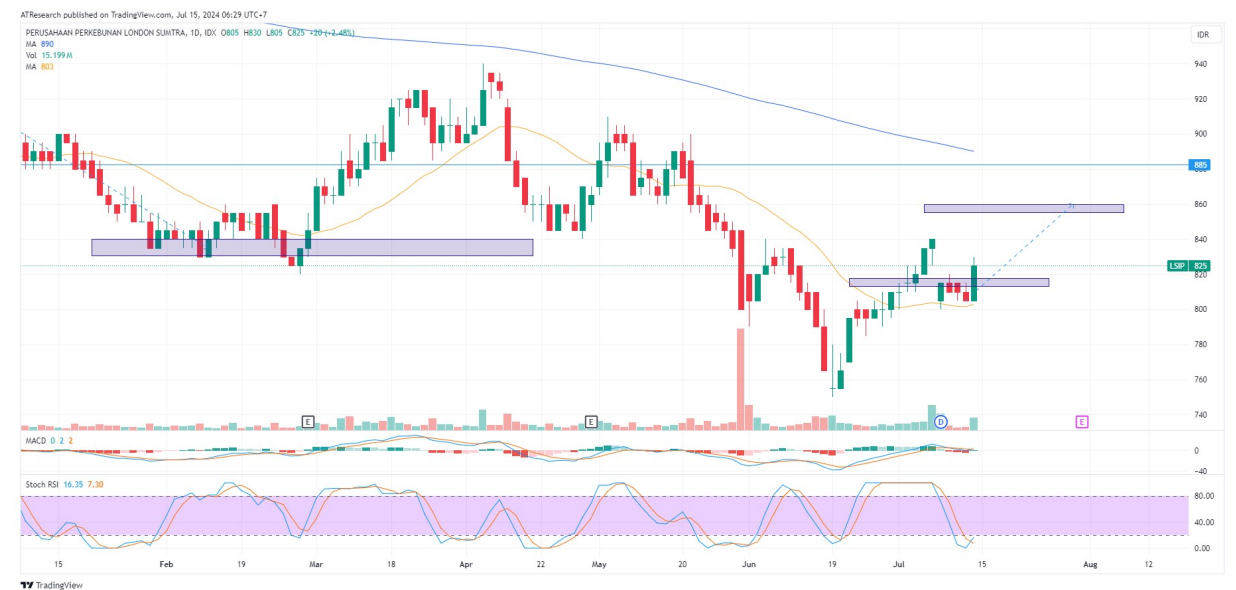 ATResearch published on TradingView.com, Jul 15, 2024 06:29 UTC+7
PERUSAHAAN PERKEBUNAN LONDON SUMTRA, 1D, IDX O805 H830 L805 C825 +20 (+2.48%)
IDR
MA 890
Vol 15.199M
MA 803
940
920
900
885
880
860
840
LSIP 825
820
800
780
760
740
E
E
D
E
MACD 0 2 2
0
−40
Stoch RSI 16.35 7.30
80.00
40.00
0.00
15 Feb 19 Mar 18 Apr 22 May 20 Jun 19 Jul 15 Aug 12
TradingView